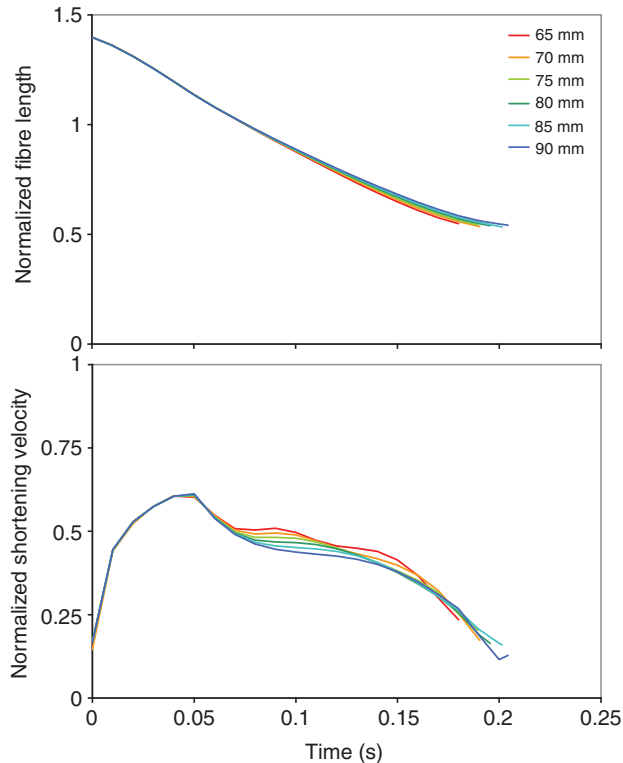 1.5
1
0.5
0
Normalized fibre length
65 mm
70 mm
75 mm
80 mm
85 mm
90 mm
1
0.75
0.5
0.25
0
Normalized shortening velocity
0
0.05
0.1
0.15
0.2
0.25
Time (s)